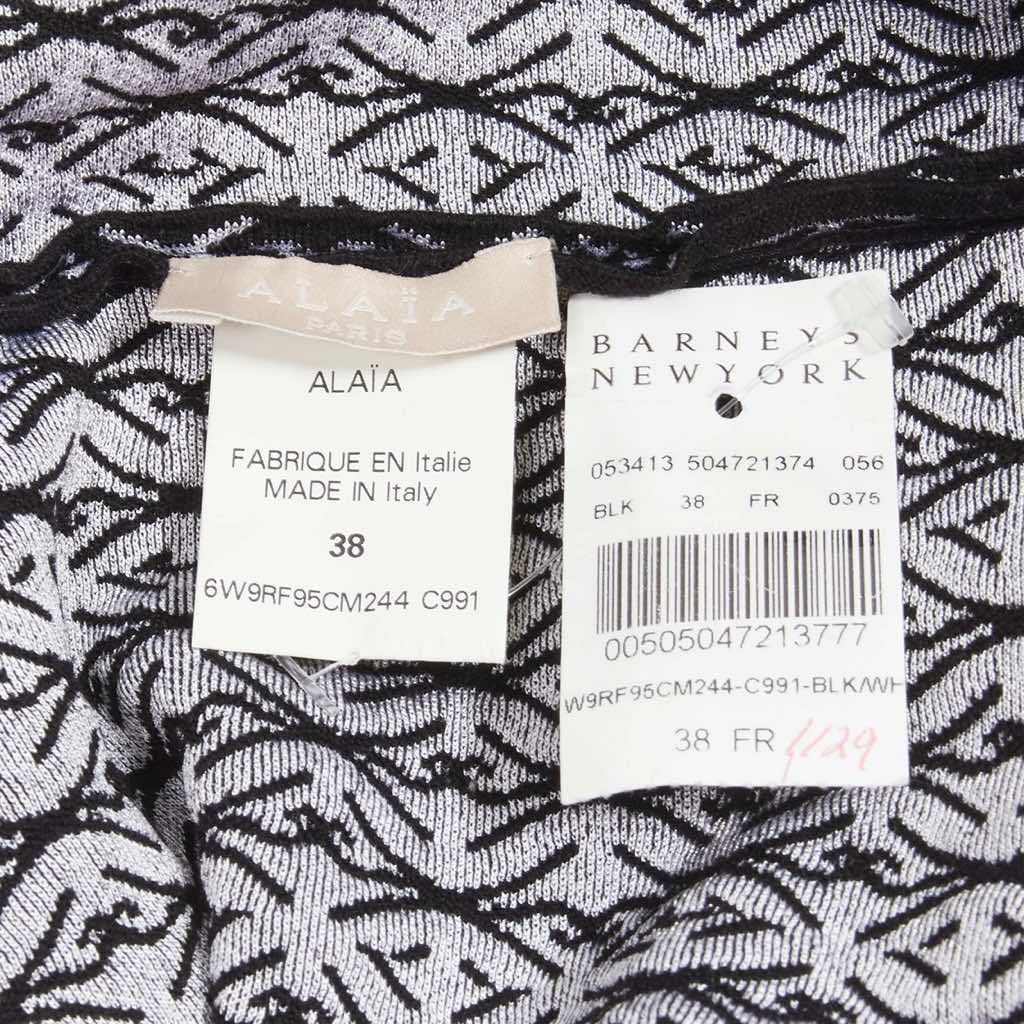 ALAÏA
PARIS
ALAÏA
FABRIQUE EN Italie
MADE IN Italy
38
6W9RF95CM244 C991
BARNEYS
NEWYORK
053413 504721374 056
BLK 38 FR 0375
00505047213777
W9RF95CM244-C991-BLK/WH
38 FR